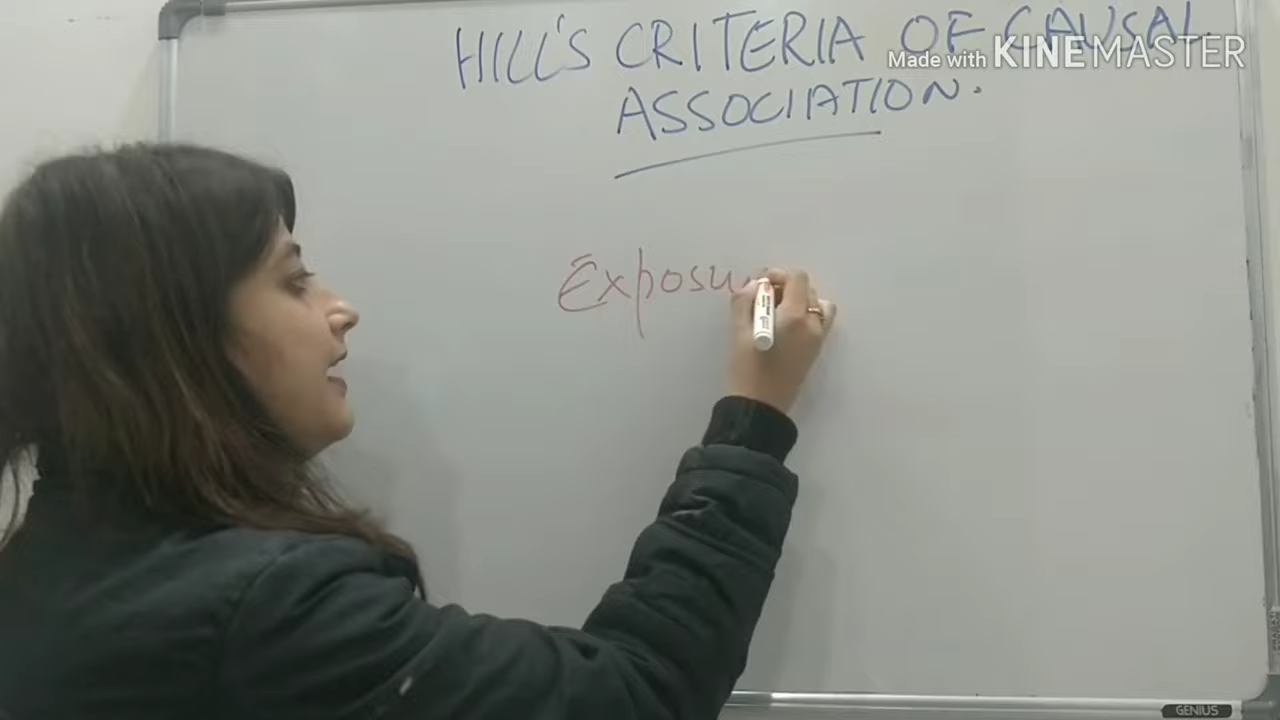 HILL'S CRITERIA OF CAUSAL
Made with KINEMASTER
ASSOCIATION.
Exposu
GENIUS